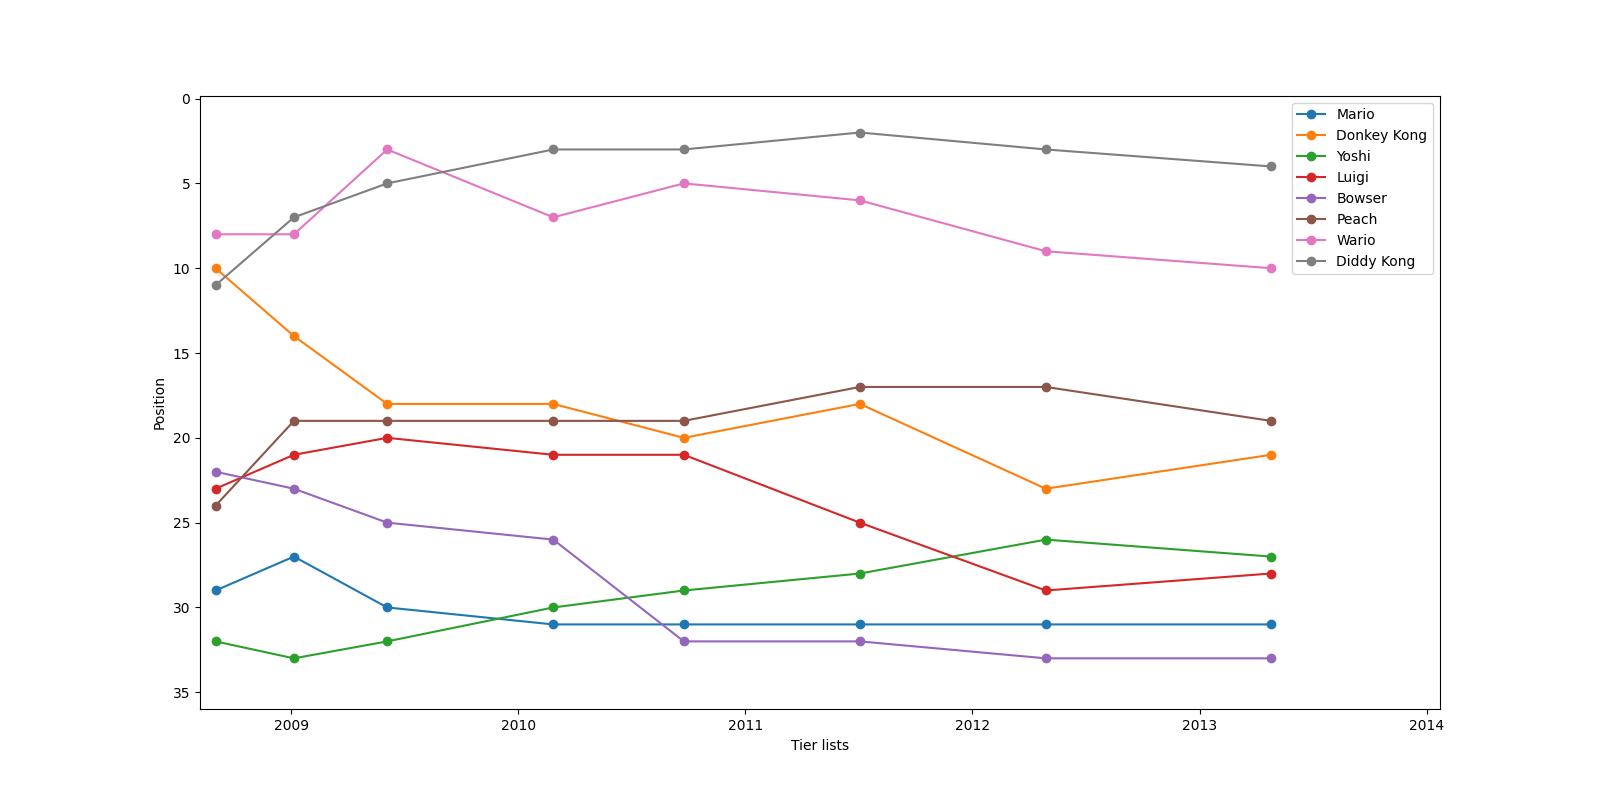 0
5
10
15
20
25
30
35
Position
2009 2010 2011 2012 2013 2014
Tier lists
Mario
Donkey Kong
Yoshi
Luigi
Bowser
Peach
Wario
Diddy Kong